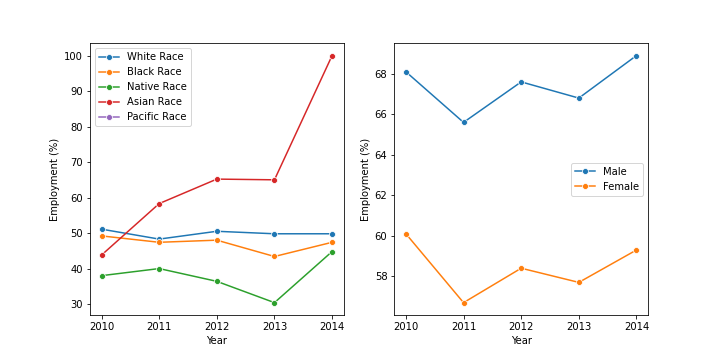 Employment (%)
100
90
80
70
60
50
40
30
White Race
Black Race
Native Race
Asian Race
Pacific Race
2010 2011 2012 2013 2014
Year
Employment (%)
68
66
64
62
60
58
Male
Female
2010 2011 2012 2013 2014
Year